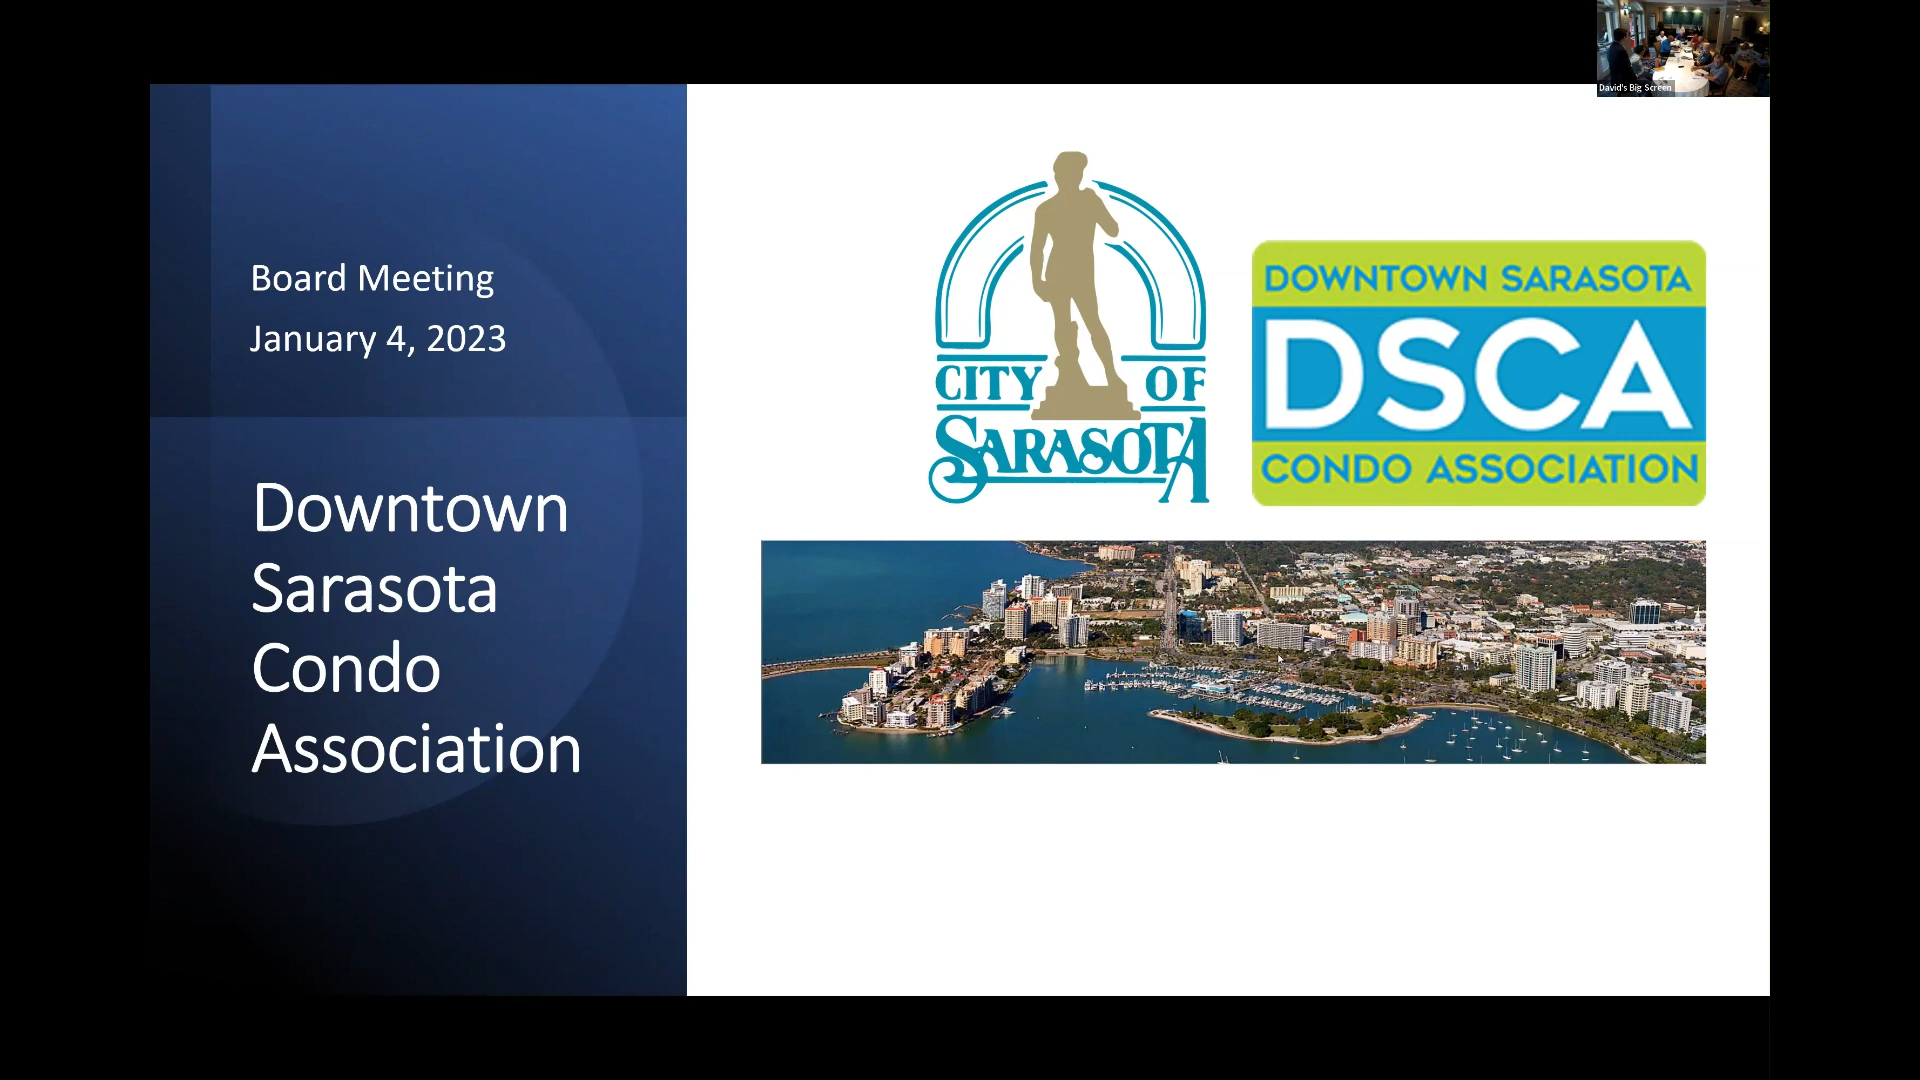 David's Big Screen
Board Meeting
January 4, 2023
Downtown
Sarasota
Condo
Association
CITY OF
SARASOTA
DOWNTOWN SARASOTA
DSCA
CONDO ASSOCIATION